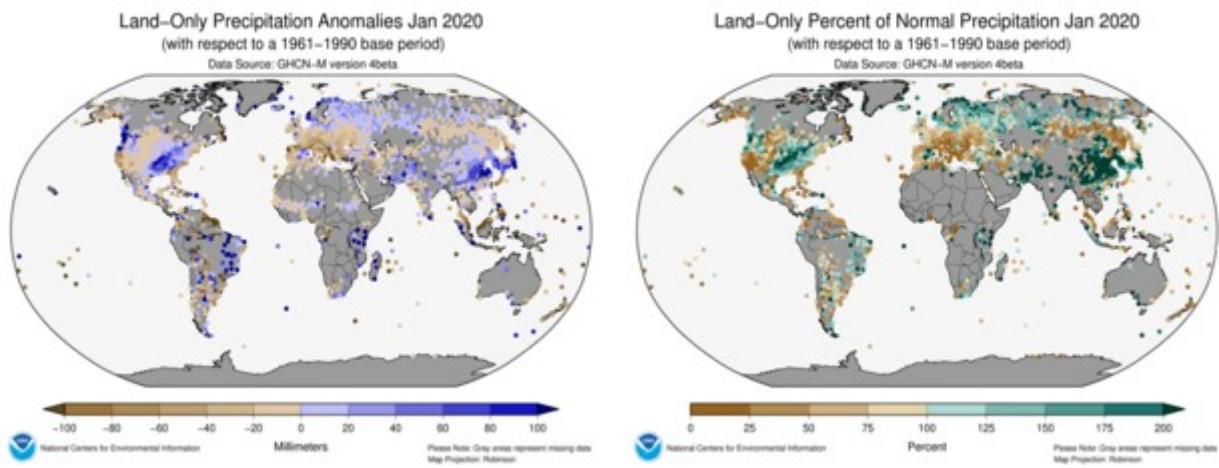 Land-Only Precipitation Anomalies Jan 2020
(with respect to a 1961-1990 base period)
Data Source: GHCN-M version 4beta
-100 -80 -60 -40 -20 0 20 40 60 80 100
Millimeters
National Centers for Environmental Information
Please Note: Gray areas represent missing data
Map Projection: Robinson
Land-Only Percent of Normal Precipitation Jan 2020
(with respect to a 1961-1990 base period)
Data Source: GHCN-M version 4beta
0 25 50 75 100 125 150 175 200
Percent
National Centers for Environmental Information
Please Note: Gray areas represent missing data
Map Projection: Robinson